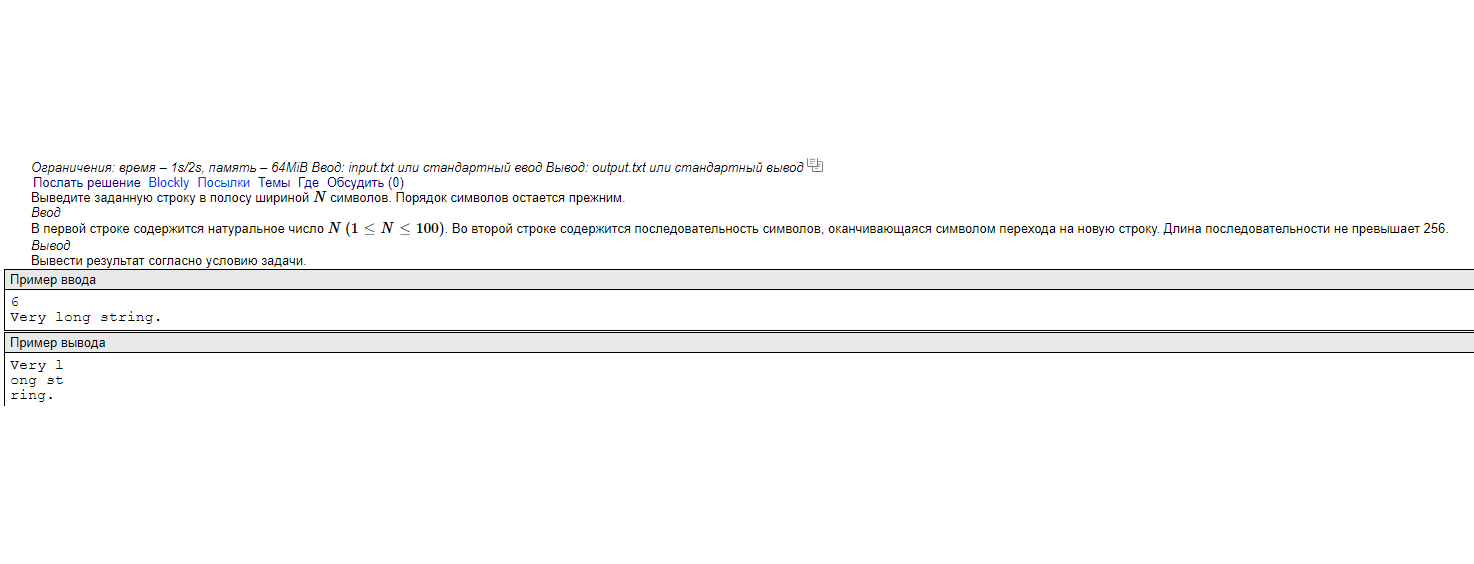 Ограничения: время – 1s/2s, память – 64MiB Ввод: input.txt или стандартный ввод Вывод: output.txt или стандартный вывод
Послать решение Blockly Посылки Темы Где Обсудить (0)
Выведите заданную строку в полосу шириной N символов. Порядок символов остается прежним.
Ввод
В первой строке содержится натуральное число N (1 ≤ N ≤ 100). Во второй строке содержится последовательность символов, оканчивающаяся символом перехода на новую строку. Длина последовательности не превышает 256.
Вывод
Вывести результат согласно условию задачи.
Пример ввода
6
Very long string.
Пример вывода
Very l
ong st
ring.